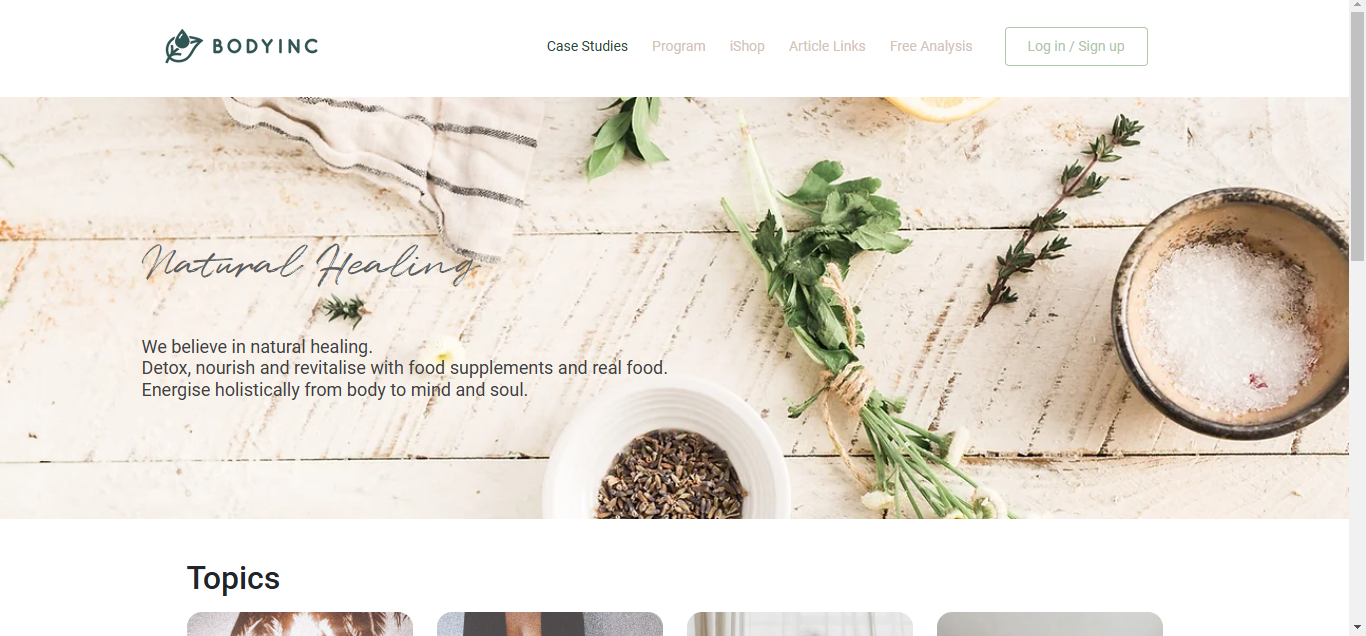 BODYINC
Case Studies
Program
iShop
Article Links
Free Analysis
Log in / Sign up
Natural Healing
We believe in natural healing.
Detox, nourish and revitalise with food supplements and real food.
Energise holistically from body to mind and soul.
Topics